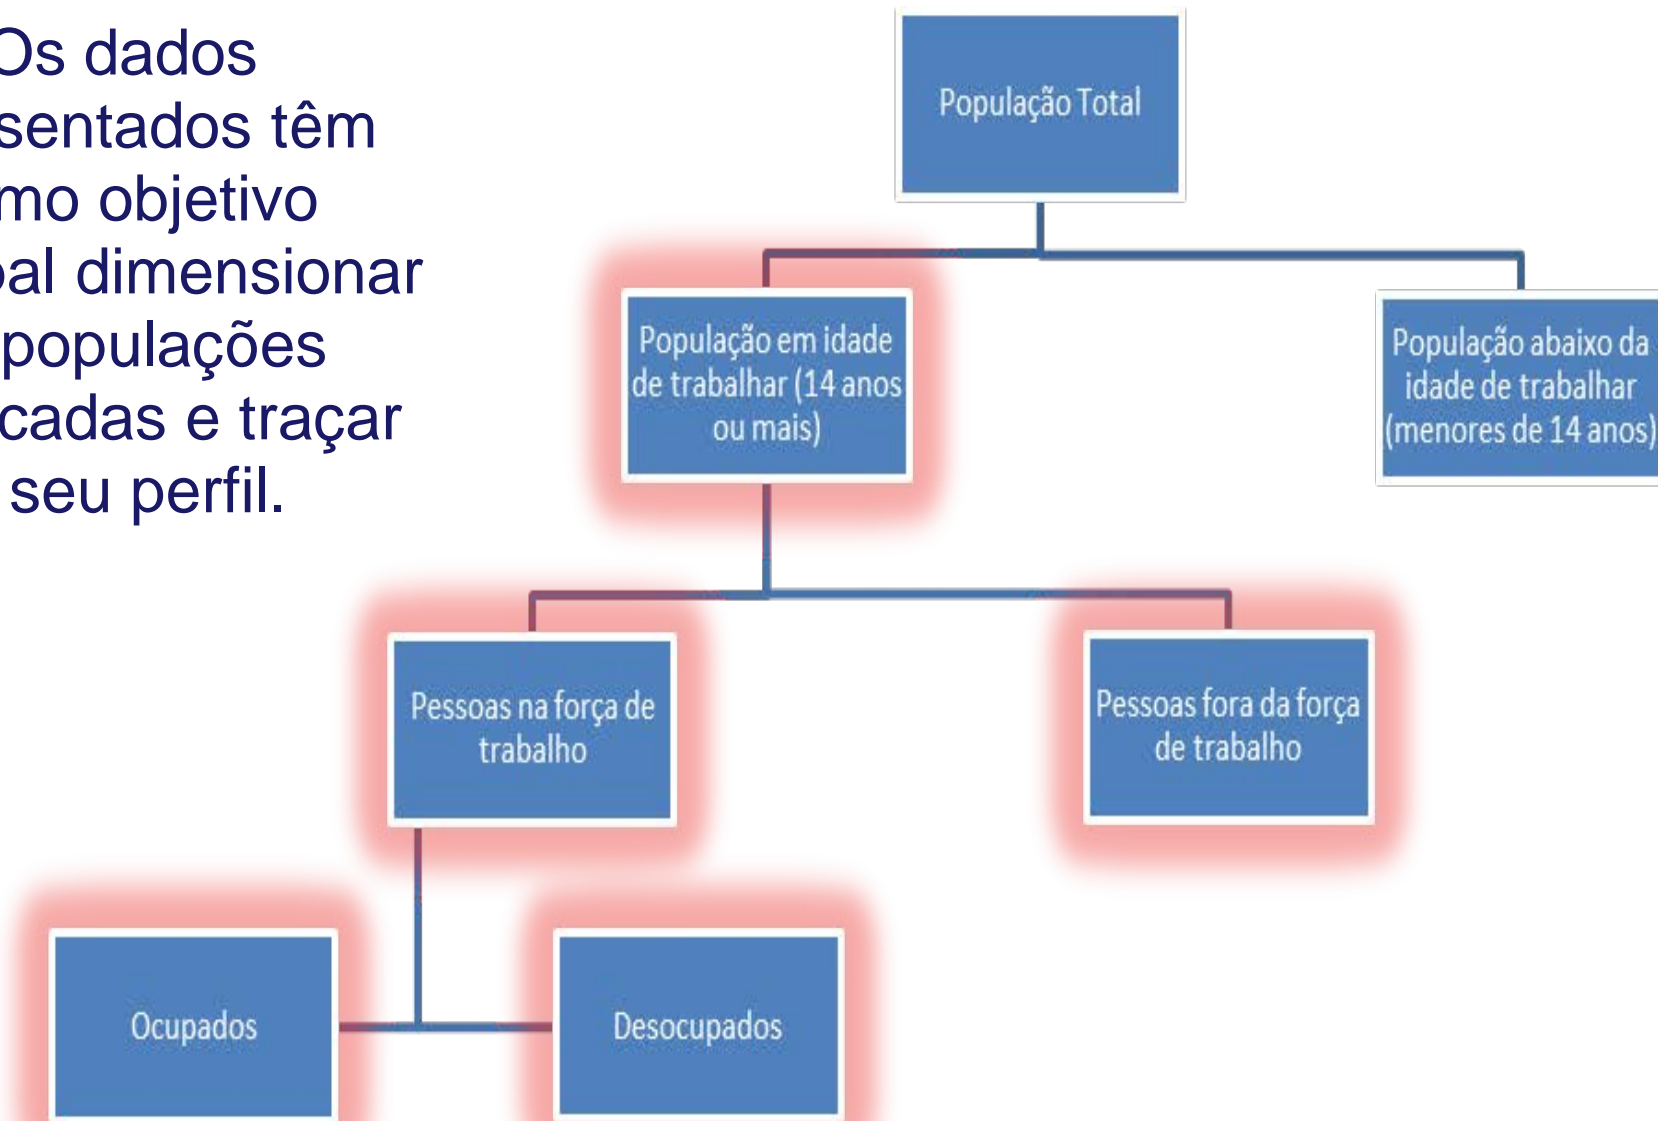 Os dados
sentados têm
mo objetivo
pal dimensionar
populações
cadas e traçar
seu perfil.
População Total
População em idade
de trabalhar (14 anos
ou mais)
População abaixo da
idade de trabalhar
(menores de 14 anos)
Pessoas na força de
trabalho
Pessoas fora da força
de trabalho
Ocupados
Desocupados